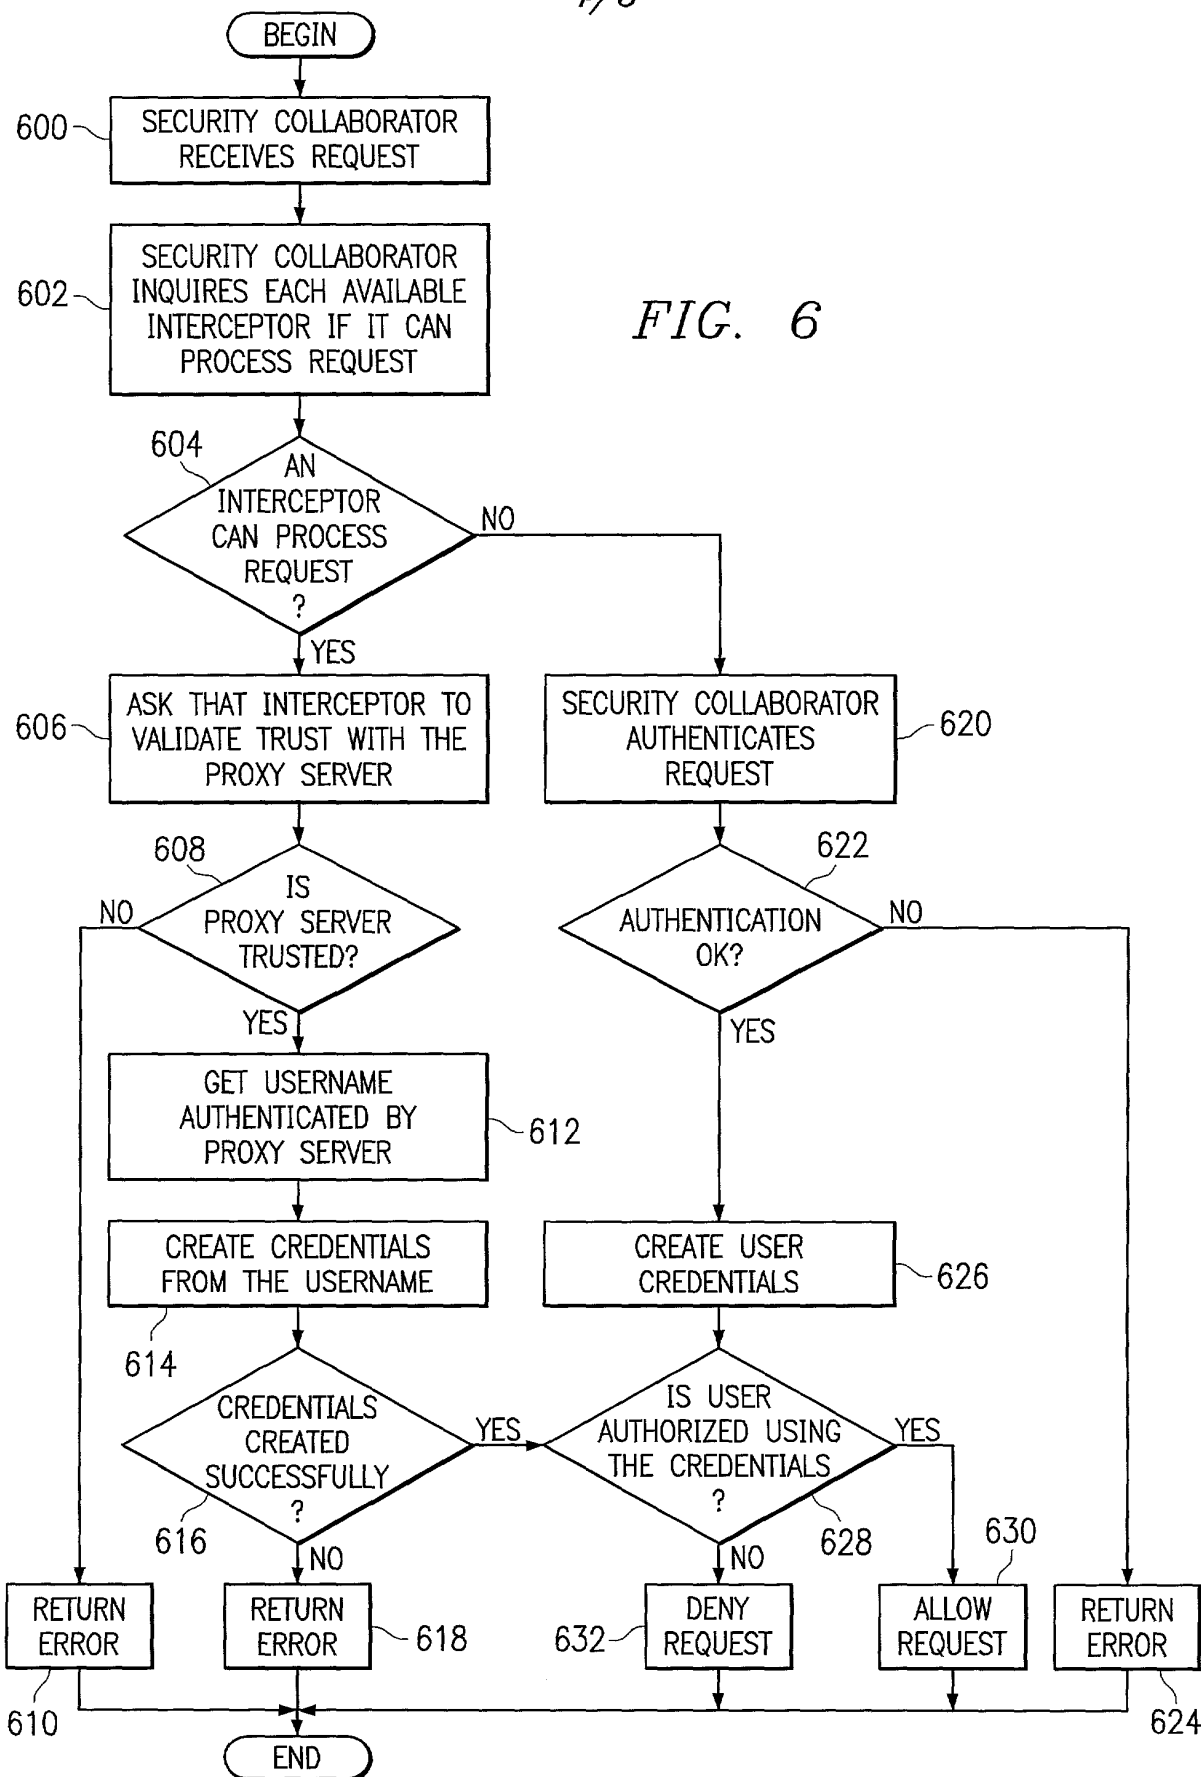 BEGIN
600
SECURITY COLLABORATOR
RECEIVES REQUEST
602
SECURITY COLLABORATOR
INQUIRES EACH AVAILABLE
INTERCEPTOR IF IT CAN
PROCESS REQUEST
FIG. 6
604
AN
INTERCEPTOR
CAN PROCESS
REQUEST
?
NO
YES
606
ASK THAT INTERCEPTOR TO
VALIDATE TRUST WITH THE
PROXY SERVER
SECURITY COLLABORATOR
AUTHENTICATES
REQUEST
620
608
IS
PROXY SERVER
TRUSTED?
NO
YES
622
AUTHENTICATION
OK?
NO
YES
GET USERNAME
AUTHENTICATED BY
PROXY SERVER
612
CREATE CREDENTIALS
FROM THE USERNAME
614
CREATE USER
CREDENTIALS
626
CREDENTIALS
CREATED
SUCCESSFULLY
?
616
YES
NO
IS USER
AUTHORIZED USING
THE CREDENTIALS
?
628
YES
NO
630
RETURN
ERROR
610
RETURN
ERROR
618
632
DENY
REQUEST
ALLOW
REQUEST
RETURN
ERROR
624
END